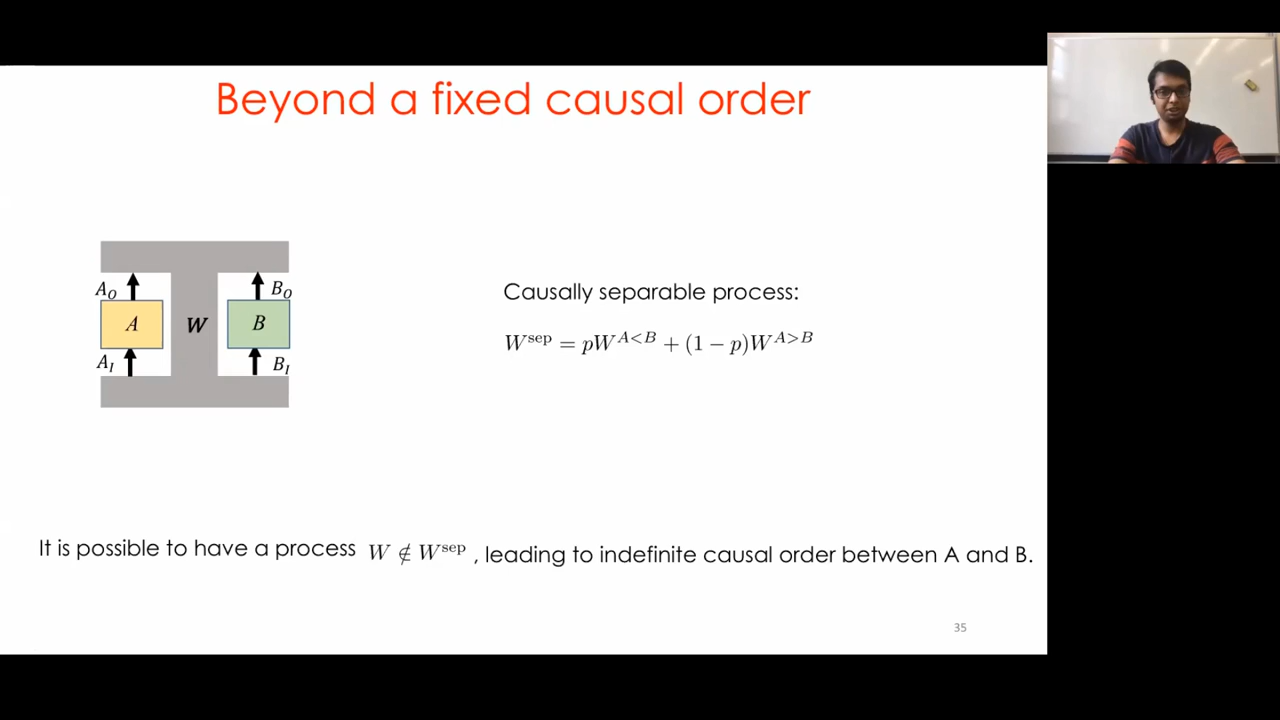 Beyond a fixed causal order
A_O
B_O
A
W
B
A_I
B_I
Causally separable process:
W^sep = pW^{A<B} + (1 − p)W^{A>B}
It is possible to have a process W ∉ W^sep , leading to indefinite causal order between A and B.
35